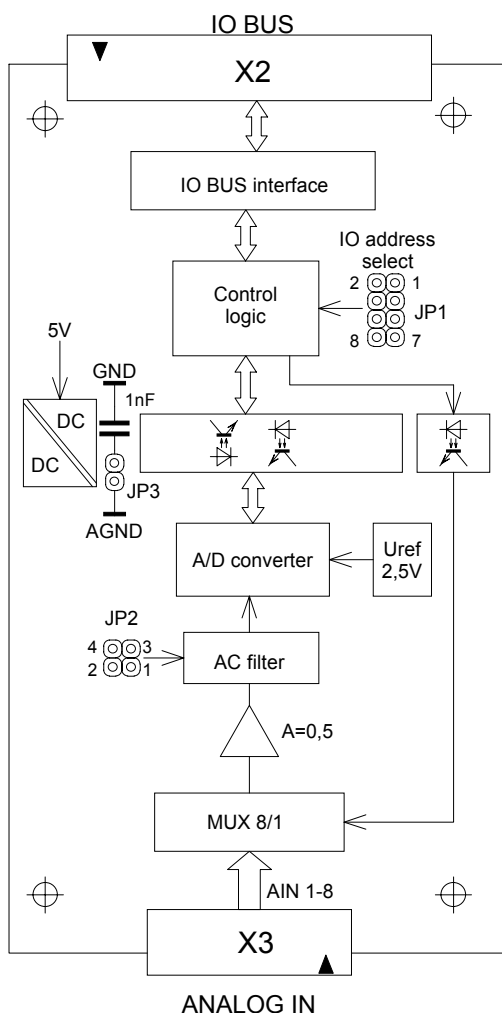 IO BUS
X2
IO BUS interface
IO address
select
2 1
JP1
8 7
Control
logic
5V
GND
1nF
DC
DC
JP3
AGND
A/D converter
Uref
2,5V
JP2
4 3
2 1
AC filter
A=0,5
MUX 8/1
AIN 1-8
X3
ANALOG IN